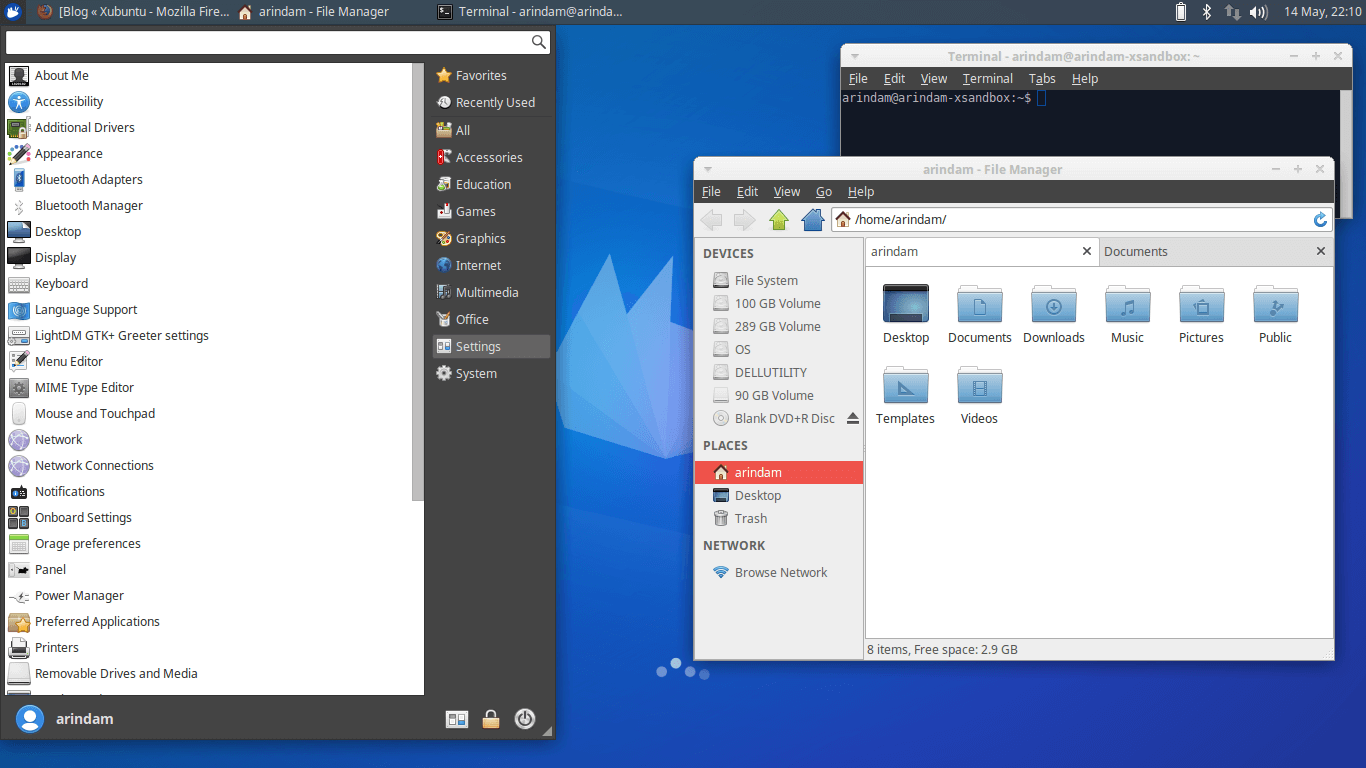 [Blog « Xubuntu - Mozilla Fire...
arindam - File Manager
Terminal - arindam@arinda...
14 May, 22:10
About Me
Accessibility
Additional Drivers
Appearance
Bluetooth Adapters
Bluetooth Manager
Desktop
Display
Keyboard
Language Support
LightDM GTK+ Greeter settings
Menu Editor
MIME Type Editor
Mouse and Touchpad
Network
Network Connections
Notifications
Onboard Settings
Orage preferences
Panel
Power Manager
Preferred Applications
Printers
Removable Drives and Media
Favorites
Recently Used
All
Accessories
Education
Games
Graphics
Internet
Multimedia
Office
Settings
System
arindam
Terminal - arindam@arindam-xsandbox: ~
File Edit View Terminal Tabs Help
arindam@arindam-xsandbox:~$
arindam - File Manager
File Edit View Go Help
/home/arindam/
DEVICES
File System
100 GB Volume
289 GB Volume
OS
DELLUTILITY
90 GB Volume
Blank DVD+R Disc
PLACES
arindam
Desktop
Trash
NETWORK
Browse Network
arindam
Documents
Desktop Documents Downloads Music Pictures Public
Templates Videos
8 items, Free space: 2.9 GB